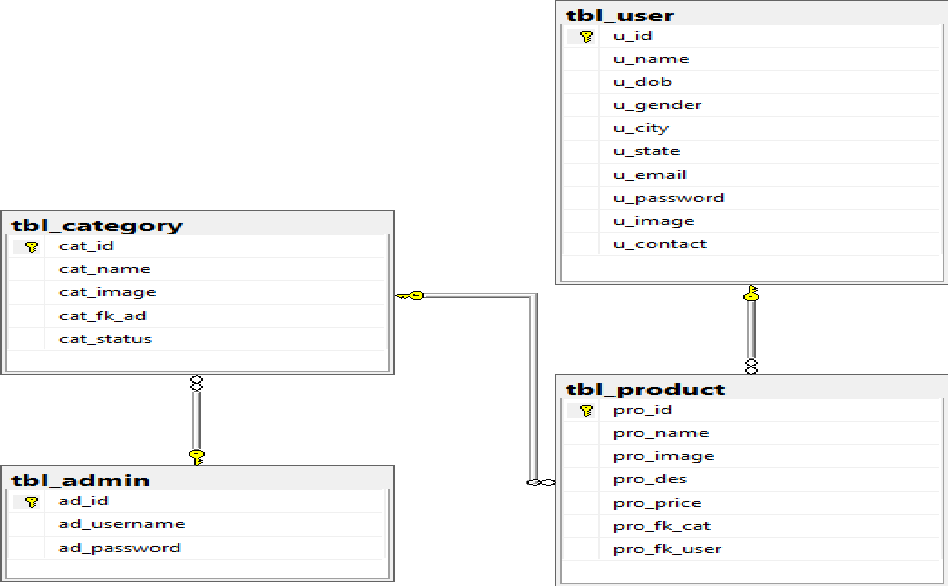 tbl_user
u_id
u_name
u_dob
u_gender
u_city
u_state
u_email
u_password
u_image
u_contact
tbl_category
cat_id
cat_name
cat_image
cat_fk_ad
cat_status
tbl_admin
ad_id
ad_username
ad_password
tbl_product
pro_id
pro_name
pro_image
pro_des
pro_price
pro_fk_cat
pro_fk_user